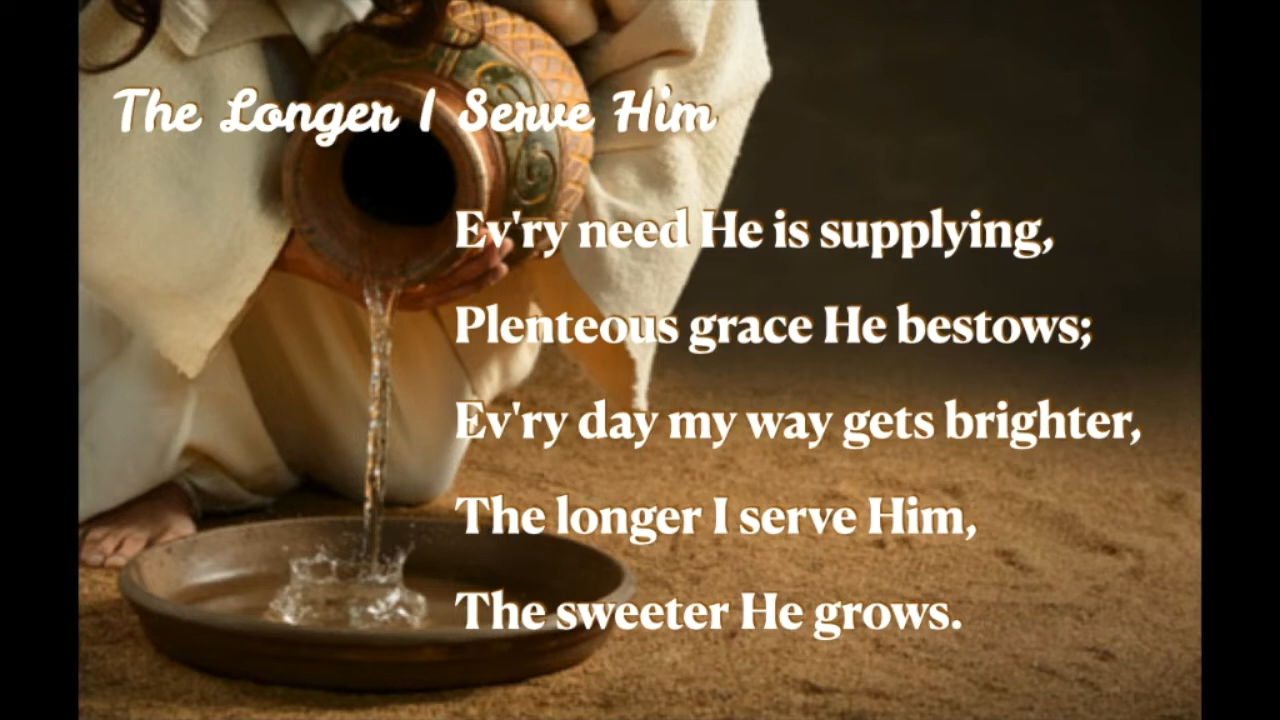 The Longer I Serve Him
Ev'ry need He is supplying,
Plenteous grace He bestows;
Ev'ry day my way gets brighter,
The longer I serve Him,
The sweeter He grows.